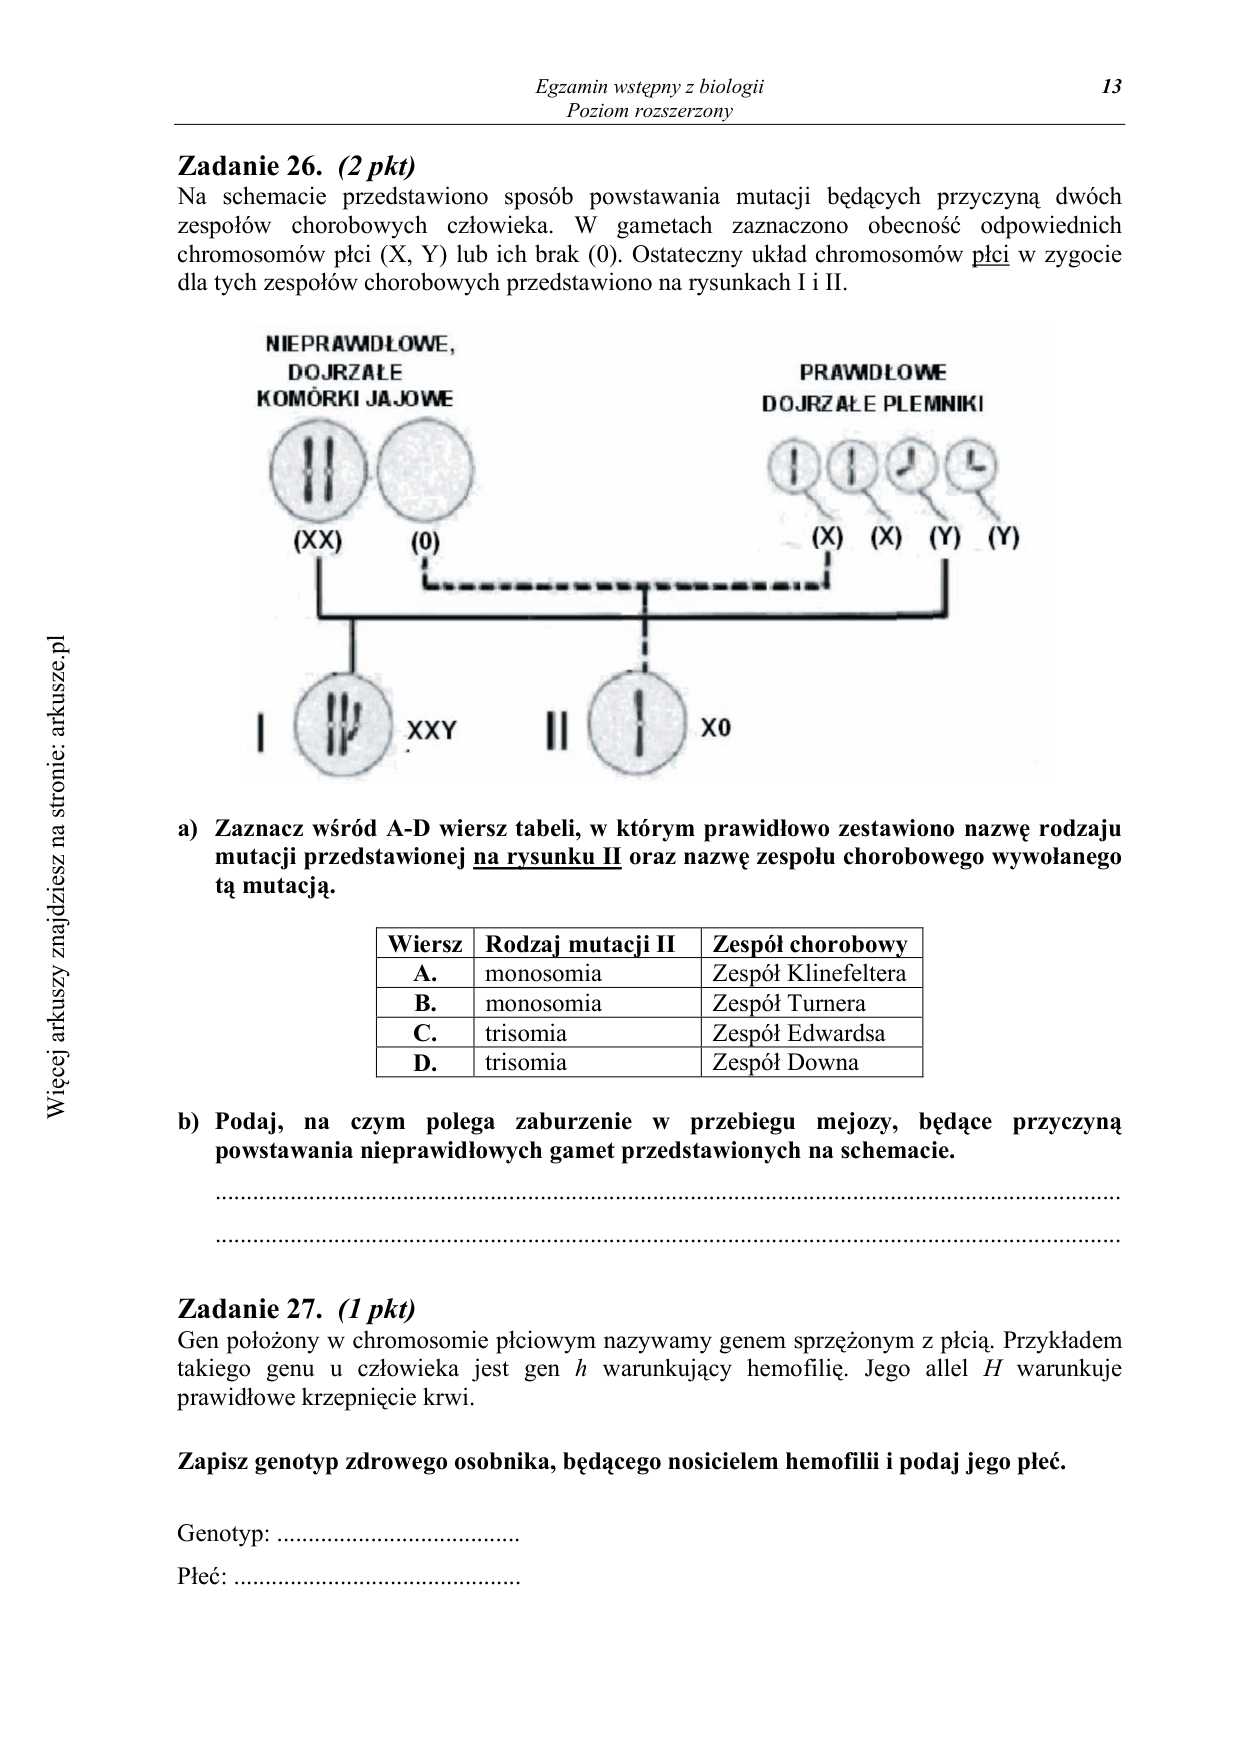 Egzamin wstępny z biologii
Poziom rozszerzony
13
Zadanie 26. (2 pkt)
Na schemacie przedstawiono sposób powstawania mutacji będących przyczyną dwóch
zespołów chorobowych człowieka. W gametach zaznaczono obecność odpowiednich
chromosomów płci (X, Y) lub ich brak (0). Ostateczny układ chromosomów płci w zygocie
dla tych zespołów chorobowych przedstawiono na rysunkach I i II.
NIEPRAWIDŁOWE,
DOJRZAŁE
KOMÓRKI JAJOWE
PRAWIDŁOWE
DOJRZAŁE PLEMNIKI
(XX) (0) (X) (X) (Y) (Y)
I XXY II X0
a) Zaznacz wśród A-D wiersz tabeli, w którym prawidłowo zestawiono nazwę rodzaju
mutacji przedstawionej na rysunku II oraz nazwę zespołu chorobowego wywołanego
tą mutacją.
Wiersz Rodzaj mutacji II Zespół chorobowy
A. monosomia Zespół Klinefeltera
B. monosomia Zespół Turnera
C. trisomia Zespół Edwardsa
D. trisomia Zespół Downa
b) Podaj, na czym polega zaburzenie w przebiegu mejozy, będące przyczyną
powstawania nieprawidłowych gamet przedstawionych na schemacie.
Zadanie 27. (1 pkt)
Gen położony w chromosomie płciowym nazywamy genem sprzężonym z płcią. Przykładem
takiego genu u człowieka jest gen h warunkujący hemofilię. Jego allel H warunkuje
prawidłowe krzepnięcie krwi.
Zapisz genotyp zdrowego osobnika, będącego nosicielem hemofilii i podaj jego płeć.
Genotyp: .......................................
Płeć: ..............................................
Więcej arkuszy znajdziesz na stronie: arkusze.pl